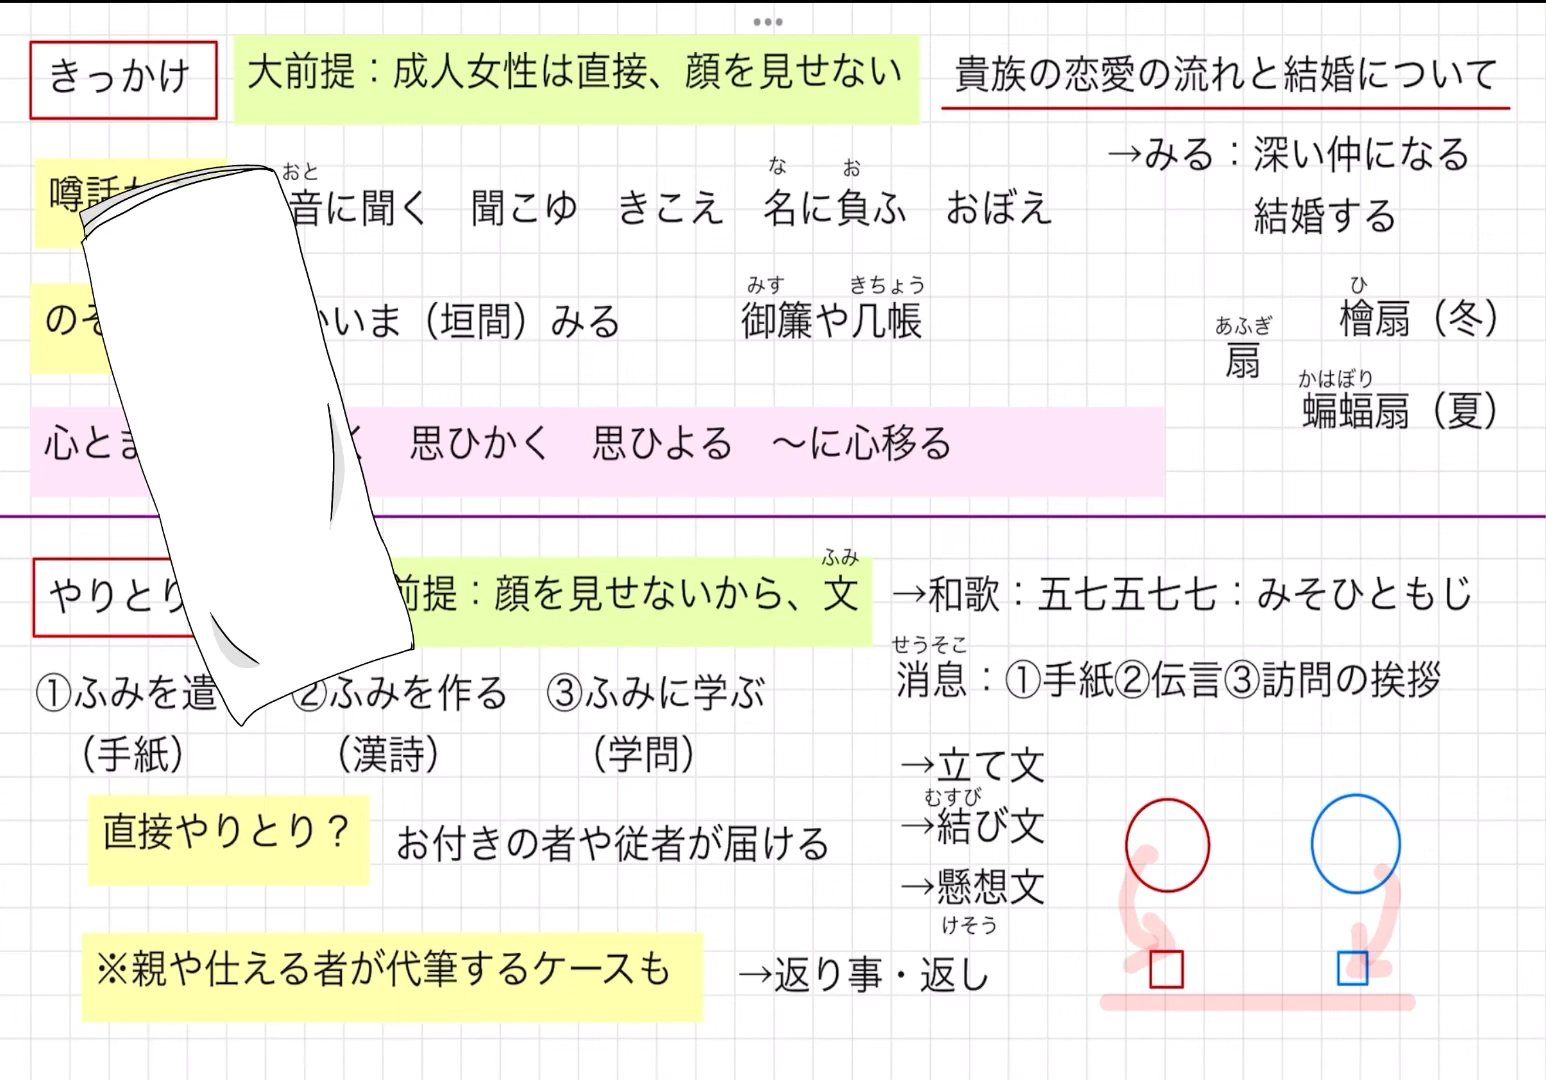 きっかけ
大前提：成人女性は直接、顔を見せない
貴族の恋愛の流れと結婚について
→みる：深い仲になる
結婚する
噂話
おと
な
お
音に聞く　聞こゆ　きこえ　名に負ふ　おぼえ
みす
きちょう
のぞ
いま（垣間）みる
御簾や几帳
ひ
檜扇（冬）
あふぎ
扇
かはぼり
蝙蝠扇（夏）
心とま
く　思ひかく　思ひよる　〜に心移る
やりとり
前提：顔を見せないから、文
ふみ
→和歌：五七五七七：みそひともじ
せうそこ
消息：①手紙②伝言③訪問の挨拶
①ふみを遣
②ふみを作る
③ふみに学ぶ
（手紙）
（漢詩）
（学問）
→立て文
むすび
→結び文
→懸想文
けそう
直接やりとり？
お付きの者や従者が届ける
※親や仕える者が代筆するケースも
→返り事・返し